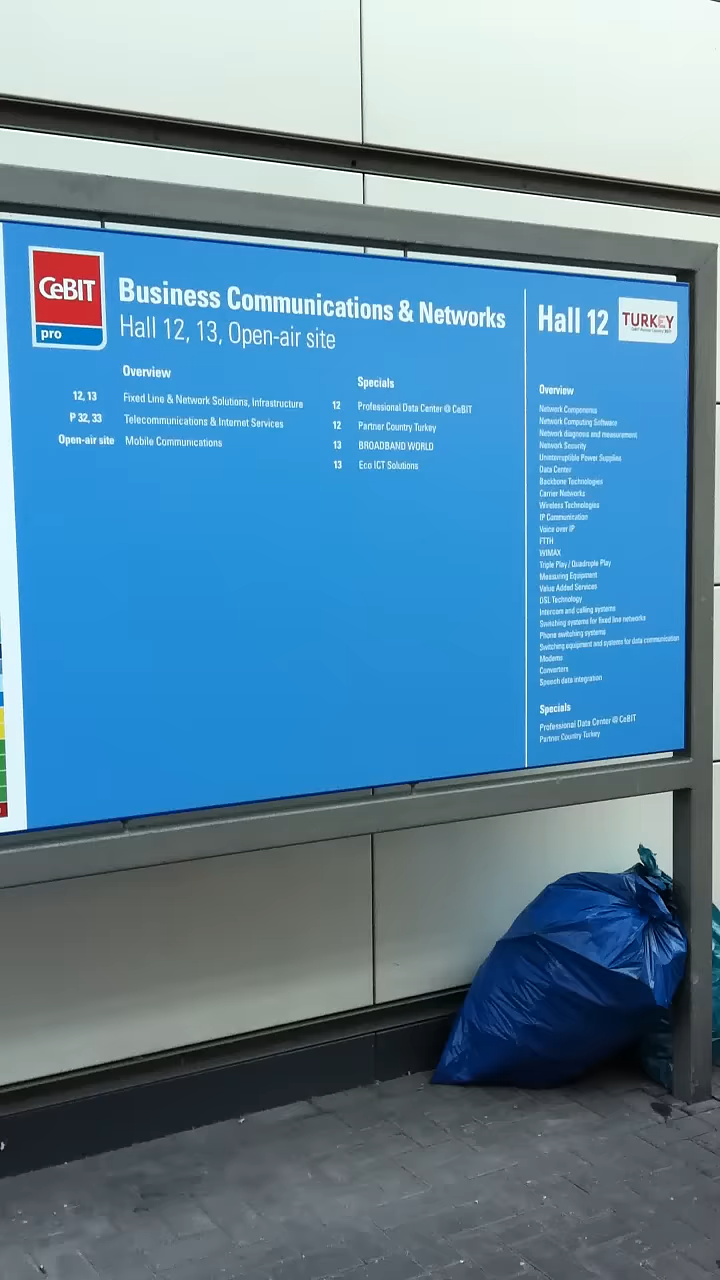 CeBIT
pro
Business Communications & Networks
Hall 12, 13, Open-air site
Overview
12, 13 Fixed Line & Network Solutions, Infrastructure
P 32, 33 Telecommunications & Internet Services
Open-air site Mobile Communications
Specials
12 Professional Data Center @ CeBIT
12 Partner Country Turkey
13 BROADBAND WORLD
13 Eco ICT Solutions
Hall 12
TURKEY
Overview
Network Components
Network Computing Software
Network diagnosis and measurement
Network Security
Uninterruptible Power Supplies
Data Center
Backbone Technologies
Carrier Networks
Wireless Technologies
IP Communication
Voice over IP
FTTH
WIMAX
Triple Play / Quadruple Play
Measuring Equipment
Value Added Services
DSL Technology
Intercom and calling systems
Switching systems for fixed line networks
Phone switching systems
Switching equipment and systems for data communication
Modems
Converters
Speech data integration
Specials
Professional Data Center @ CeBIT
Partner Country Turkey